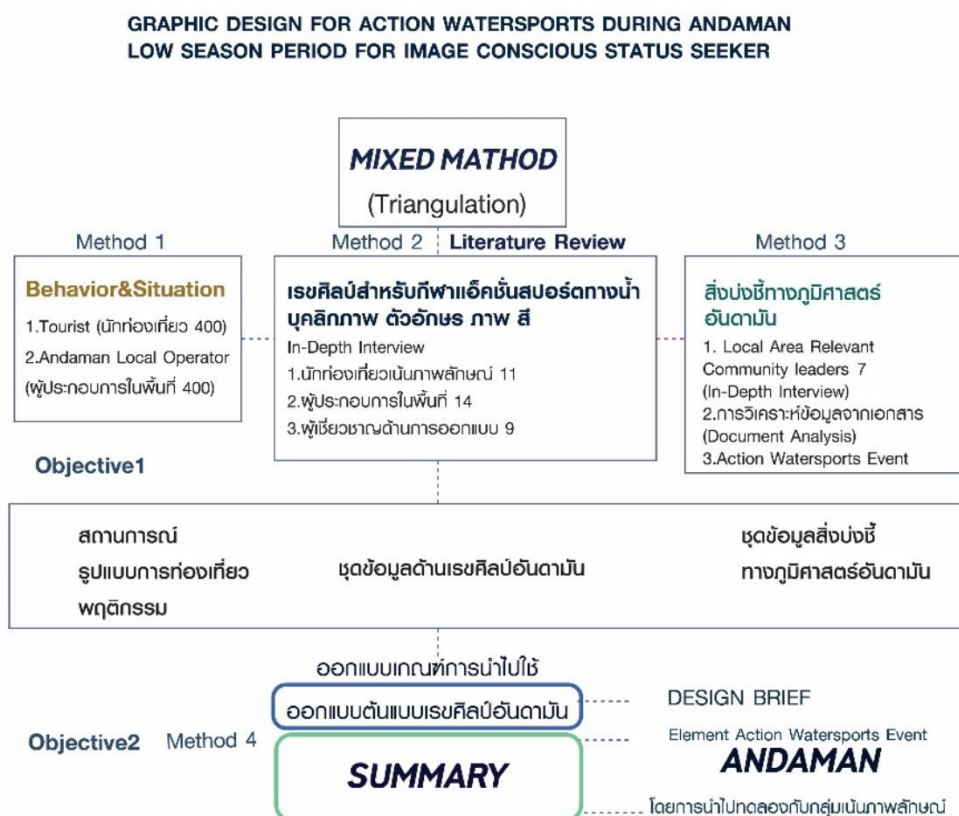 GRAPHIC DESIGN FOR ACTION WATERSPORTS DURING ANDAMAN
LOW SEASON PERIOD FOR IMAGE CONSCIOUS STATUS SEEKER
MIXED MATHOD
(Triangulation)
Method 1
Behavior&Situation
1.Tourist (นักท่องเที่ยว 400)
2.Andaman Local Operator
(ผู้ประกอบการในพื้นที่ 400)
Method 2
Literature Review
เรขศิลป์สำหรับกีฬาแอ็คชั่นสปอร์ตทางน้ำ
บุคลิกภาพ ตัวอักษร ภาพ สี
In-Depth Interview
1.นักท่องเที่ยวเน้นภาพลักษณ์ 11
2.ผู้ประกอบการในพื้นที่ 14
3.ผู้เชี่ยวชาญด้านการออกแบบ 9
Method 3
สิ่งบ่งชี้ทางภูมิศาสตร์
อันดามัน
1. Local Area Relevant
Community leaders 7
(In-Depth Interview)
2.การวิเคราะห์ข้อมูลจากเอกสาร
(Document Analysis)
3.Action Watersports Event
Objective1
สถานการณ์
รูปแบบการท่องเที่ยว
พฤติกรรม
ชุดข้อมูลด้านเรขศิลป์อันดามัน
ชุดข้อมูลสิ่งบ่งชี้
ทางภูมิศาสตร์อันดามัน
ออกแบบเกณฑ์การนำไปใช้
ออกแบบต้นแบบเรขศิลป์อันดามัน
DESIGN BRIEF
Objective2
Method 4
SUMMARY
Element Action Watersports Event
ANDAMAN
โดยการนำไปทดลองกับกลุ่มเน้นภาพลักษณ์